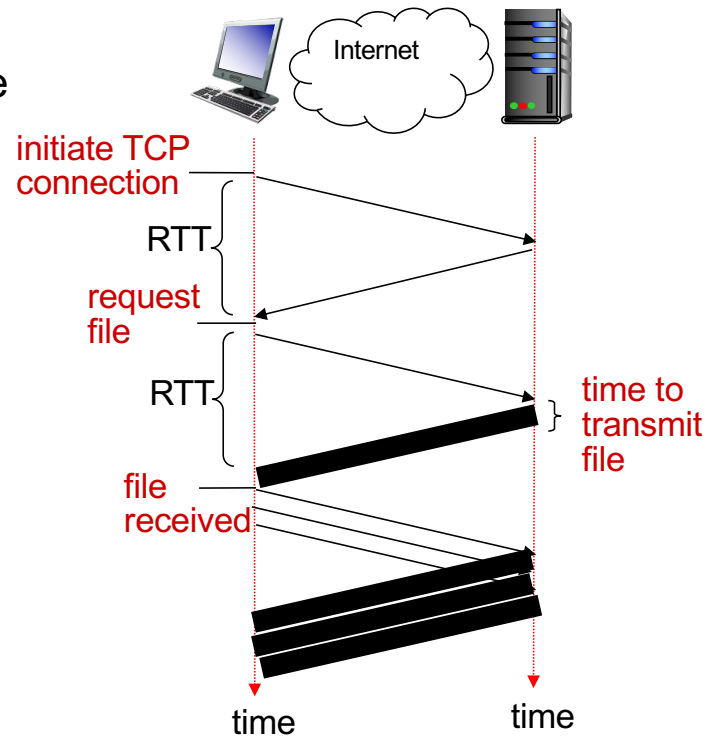 Internet
e
initiate TCP
connection
RTT
request
file
RTT
time to
transmit
file
file
received
time
time